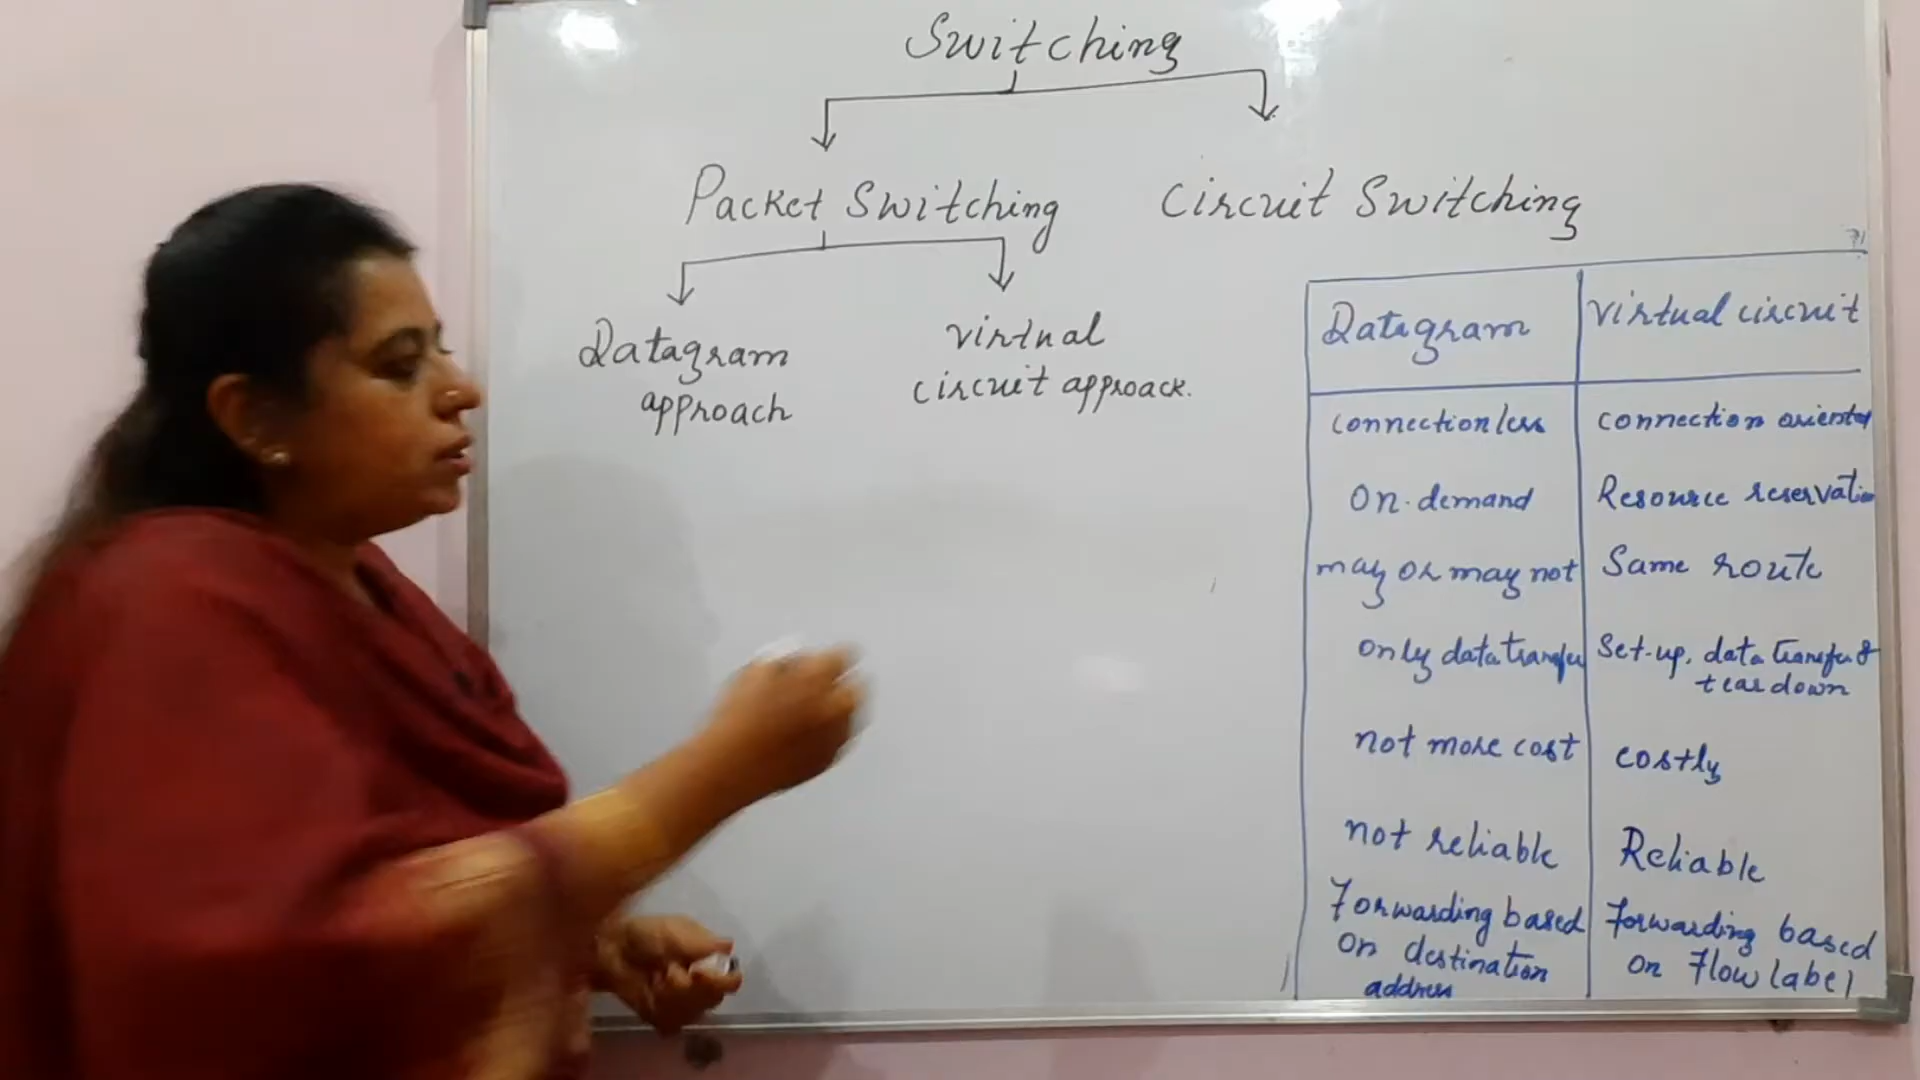 Switching
Packet Switching
Circuit Switching
Datagram
approach
virtual
circuit approach.
Datagram
virtual circuit
connectionless
connection oriented
On-demand
Resource reservation
may or may not
Same route
only data transfer
Set-up, data transfer &
teardown
not more cost
costly
not reliable
Reliable
Forwarding based
on destination
address
Forwarding based
on Flow label